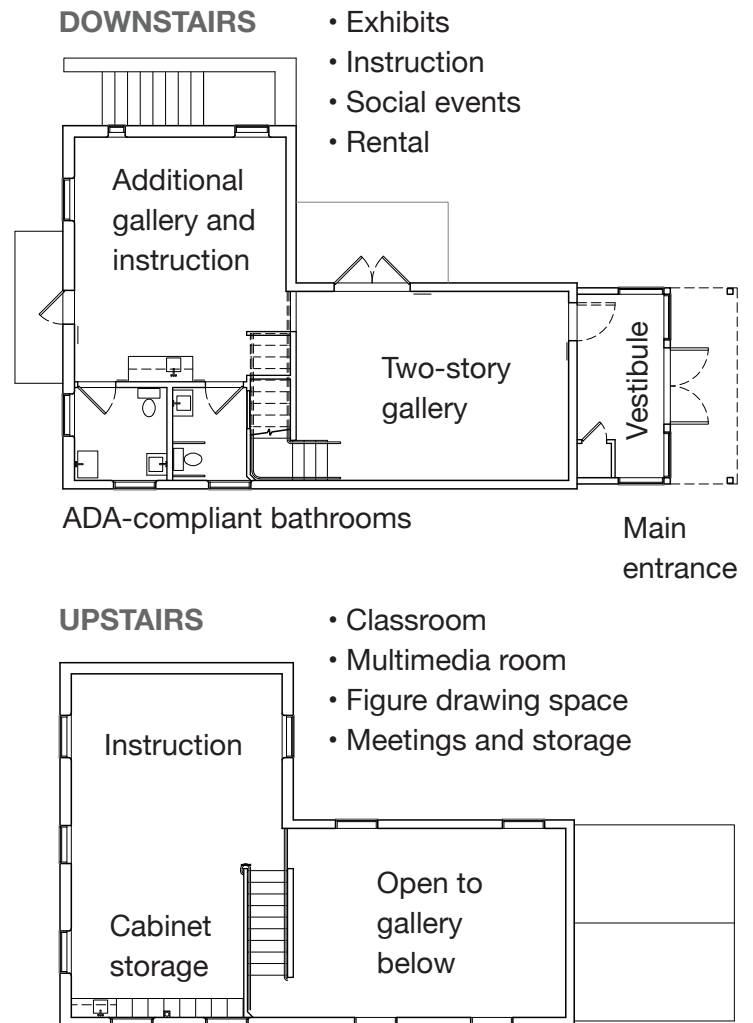 DOWNSTAIRS
• Exhibits
• Instruction
• Social events
• Rental
Additional
gallery and
instruction
Two-story
gallery
Vestibule
ADA-compliant bathrooms
Main
entrance
UPSTAIRS
• Classroom
• Multimedia room
• Figure drawing space
• Meetings and storage
Instruction
Open to
gallery
below
Cabinet
storage